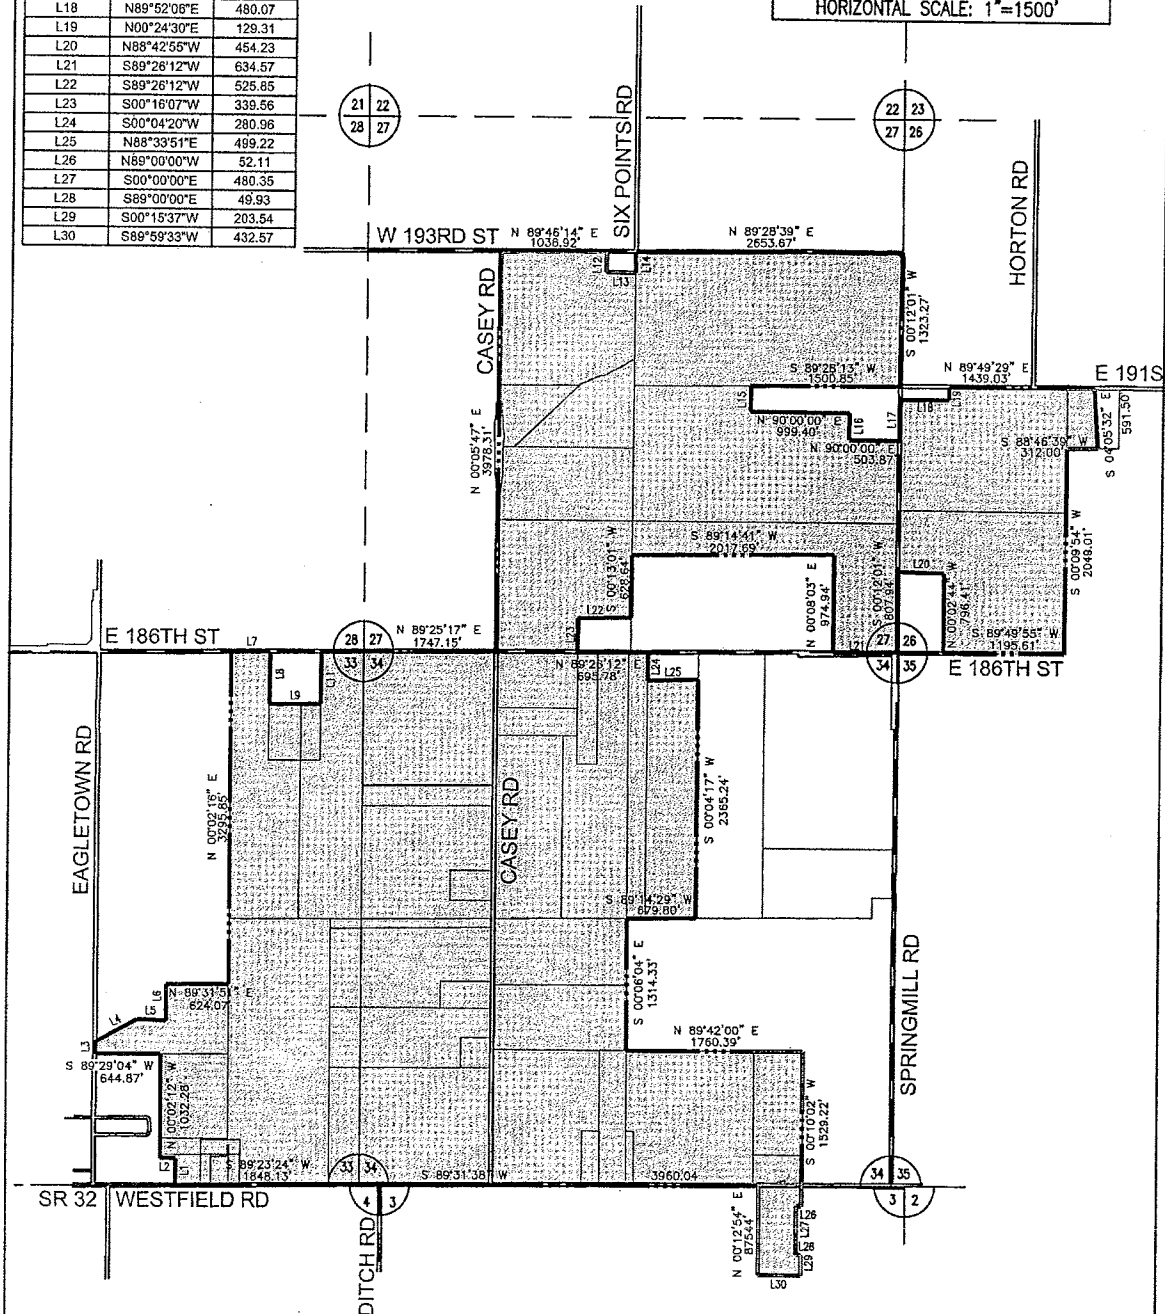 HORIZONTAL SCALE: 1"=1500'
L18 N89°52'06"E 480.07
L19 N00°24'30"E 129.31
L20 N88°42'55"W 454.23
L21 S89°26'12"W 634.57
L22 S89°26'12"W 525.85
L23 S00°16'07"W 339.56
L24 S00°04'20"W 280.96
L25 N88°33'51"E 499.22
L26 N89°00'00"W 52.11
L27 S00°00'00"E 480.35
L28 S89°00'00"E 49.93
L29 S00°15'37"W 203.54
L30 S89°59'33"W 432.57
21 22
28 27
22 23
27 26
SIX POINTS RD
HORTON RD
W 193RD ST
N 89°46'14" E
1038.92'
N 89°28'39" E
2653.67'
L12
L13
L14
CASEY RD
S 00°12'01" W
1323.27'
S 89°28'13" W
1500.85'
N 89°49'29" E
1439.03'
E 191S
L15
L16
L17
L18
L19
N 90°00'00" E
999.40'
N 90°00'00" E
503.87'
S 04°05'32" E
591.50'
S 88°46'39" W
312.00'
N 00°05'47" E
3978.31'
S 89°14'41" W
2017.69'
S 00°13'01" W
628.64'
N 00°08'03" E
974.94'
S 00°12'01" W
807.94'
L20
N 00°02'44" W
796.41'
S 00°09'54" W
2049.01'
L22
L23
L21
S 89°49'55" W
1195.61'
E 186TH ST
L7
28 27
33 34
N 89°25'17" E
1747.15'
27 26
34 35
E 186TH ST
N 89°26'12" E
695.78'
L8
L9
L11
L24
L25
EAGLETOWN RD
N 00°02'16" E
3295.85'
CASEY RD
S 00°04'17" W
2365.24'
S 89°14'29" W
679.80'
SPRINGMILL RD
S 00°06'04" E
1314.33'
L3
L4
L5
L6
N 89°31'51" E
624.07'
N 89°42'00" E
1760.39'
S 89°29'04" W
644.87'
N 00°02'12" W
1032.28'
S 00°10'02" W
1529.22'
L2
L1
S 89°23'24" W
1848.13'
33 34
4 3
S 89°31'38" W
3960.04
34 35
3 2
SR 32
WESTFIELD RD
DITCH RD
N 00°12'54" E
875.44'
L26
L27
L28
L29
L30